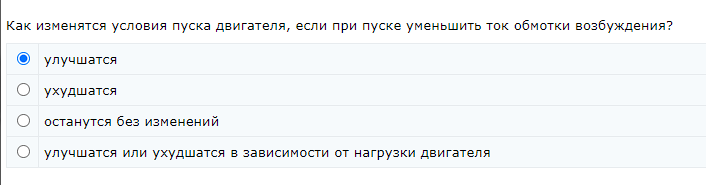 Как изменятся условия пуска двигателя, если при пуске уменьшить ток обмотки возбуждения?
улучшатся
ухудшатся
останутся без изменений
улучшатся или ухудшатся в зависимости от нагрузки двигателя